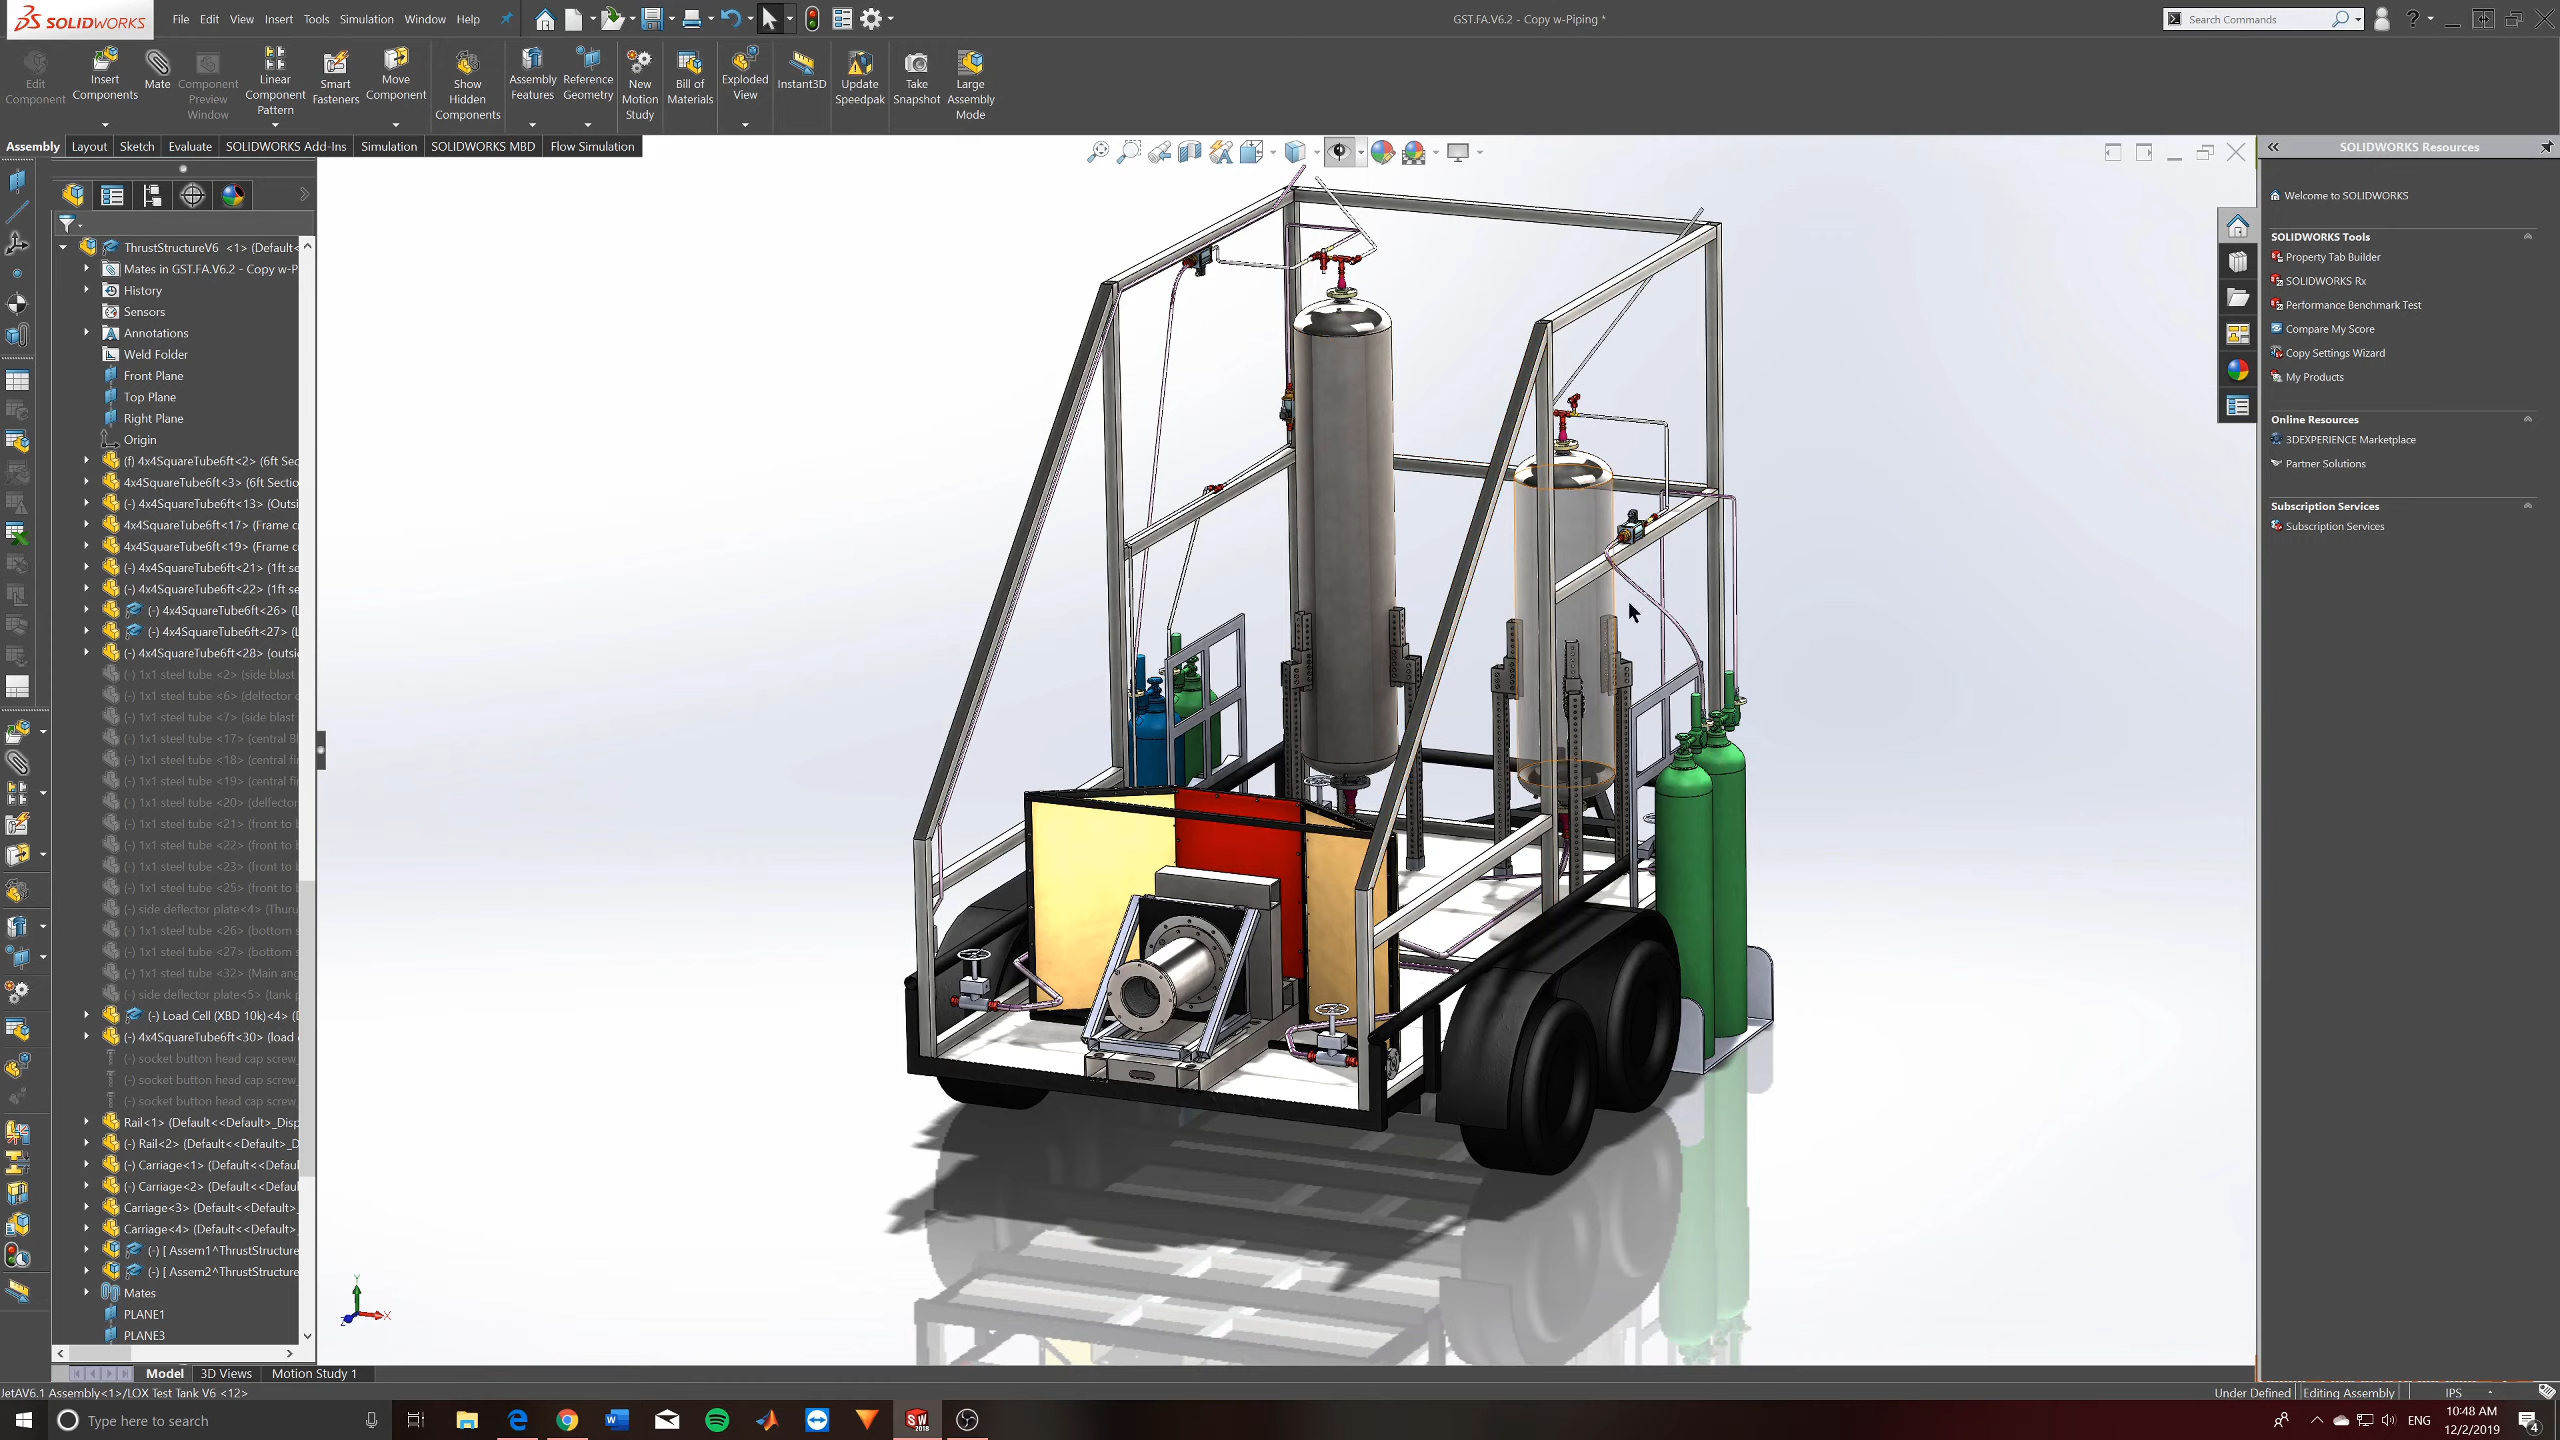 SOLIDWORKS
File Edit View Insert Tools Simulation Window Help
GST.FA.V6.2 - Copy w-Piping *
Search Commands
Edit Component
Insert Components
Mate
Component Preview Window
Linear Component Pattern
Smart Fasteners
Move Component
Show Hidden Components
Assembly Features
Reference Geometry
New Motion Study
Bill of Materials
Exploded View
Instant3D
Update Speedpak
Take Snapshot
Large Assembly Mode
Assembly Layout Sketch Evaluate SOLIDWORKS Add-Ins Simulation SOLIDWORKS MBD Flow Simulation
ThrustStructureV6 <1> (Default<
Mates in GST.FA.V6.2 - Copy w-P
History
Sensors
Annotations
Weld Folder
Front Plane
Top Plane
Right Plane
Origin
(f) 4x4SquareTube6ft<2> (6ft Sec
4x4SquareTube6ft<3> (6ft Sectio
(-) 4x4SquareTube6ft<13> (Outsi
4x4SquareTube6ft<17> (Frame cr
4x4SquareTube6ft<19> (Frame cr
(-) 4x4SquareTube6ft<21> (1ft se
(-) 4x4SquareTube6ft<22> (1ft se
(-) 4x4SquareTube6ft<26> (L
(-) 4x4SquareTube6ft<27> (L
(-) 4x4SquareTube6ft<28> (outsi
(-) 1x1 steel tube <2> (side blast
(-) 1x1 steel tube <6> (delflector
(-) 1x1 steel tube <7> (side blast
(-) 1x1 steel tube <17> (central Bl
(-) 1x1 steel tube <18> (central fi
(-) 1x1 steel tube <19> (central fi
(-) 1x1 steel tube <20> (delflector
(-) 1x1 steel tube <21> (front to b
(-) 1x1 steel tube <22> (front to b
(-) 1x1 steel tube <23> (front to b
(-) 1x1 steel tube <25> (front to b
(-) side deflector plate<4> (Thuru
(-) 1x1 steel tube <26> (bottom s
(-) 1x1 steel tube <27> (bottom s
(-) 1x1 steel tube <32> (Main ang
(-) side deflector plate<5> (tank p
(-) Load Cell (XBD 10k)<4> (D
(-) 4x4SquareTube6ft<30> (load
(-) socket button head cap screw_
(-) socket button head cap screw_
(-) socket button head cap screw_
Rail<1> (Default<<Default>_Disp
(-) Rail<2> (Default<<Default>_D
(-) Carriage<1> (Default<<Defaul
(-) Carriage<2> (Default<<Defaul
Carriage<3> (Default<<Default>_
Carriage<4> (Default<<Default>_
(-) [ Assem1^ThrustStructure
(-) [ Assem2^ThrustStructure
Mates
PLANE1
PLANE3
Y
X
Z
SOLIDWORKS Resources
Welcome to SOLIDWORKS
SOLIDWORKS Tools
Property Tab Builder
SOLIDWORKS Rx
Performance Benchmark Test
Compare My Score
Copy Settings Wizard
My Products
Online Resources
3DEXPERIENCE Marketplace
Partner Solutions
Subscription Services
Subscription Services
Model 3D Views Motion Study 1
JetAV6.1 Assembly<1>/LOX Test Tank V6 <12>
Under Defined Editing Assembly IPS
Type here to search
SW 2018
ENG
10:48 AM
12/2/2019
4